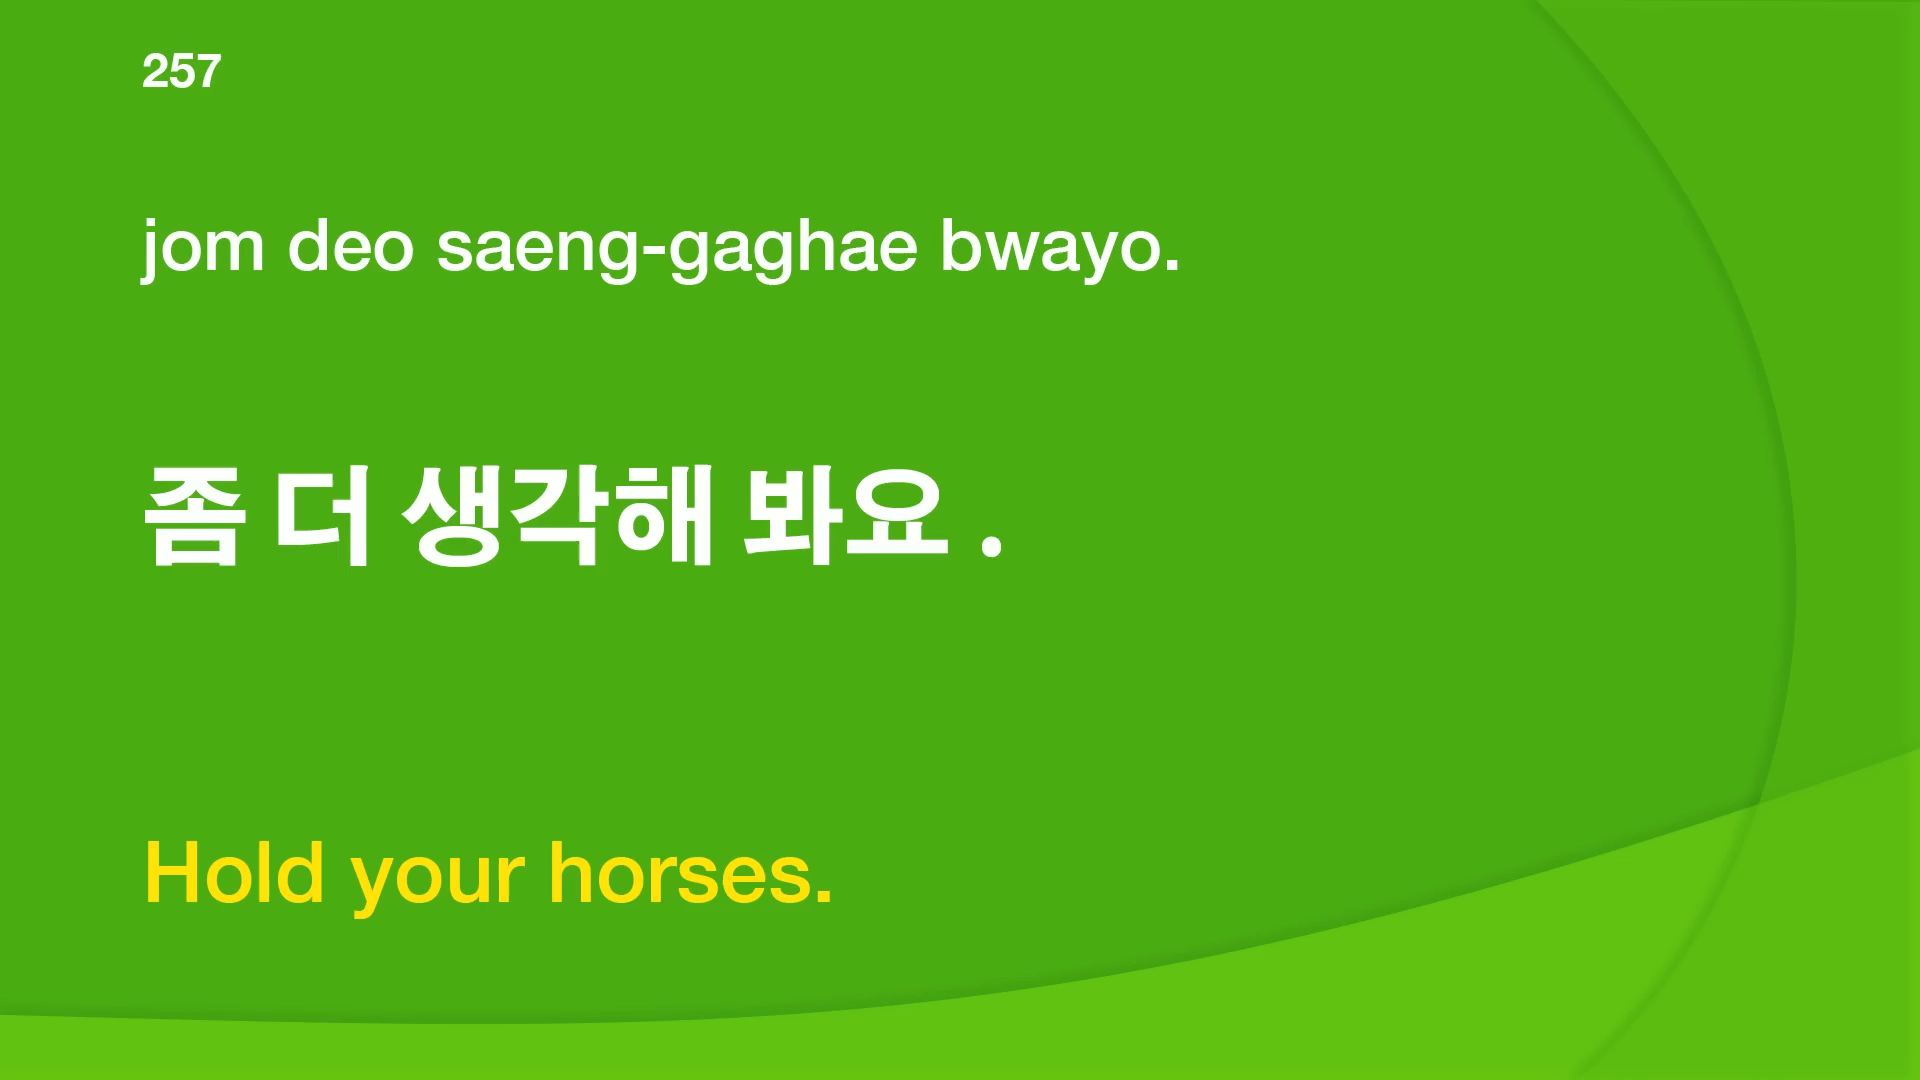 257
jom deo saeng-gaghae bwayo.
좀 더 생각해 봐요 .
Hold your horses.